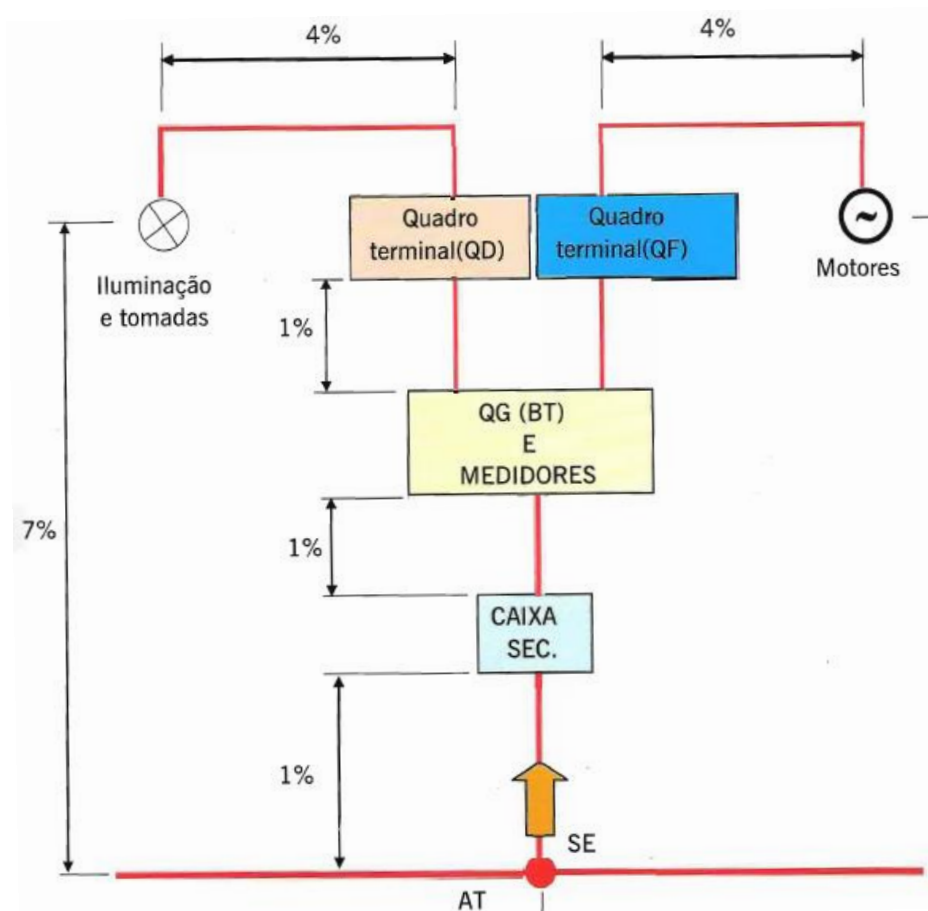 4%
4%
Quadro
terminal(QD)
Quadro
terminal(QF)
Iluminação
e tomadas
Motores
1%
QG (BT)
E
MEDIDORES
7%
1%
CAIXA
SEC.
1%
SE
AT